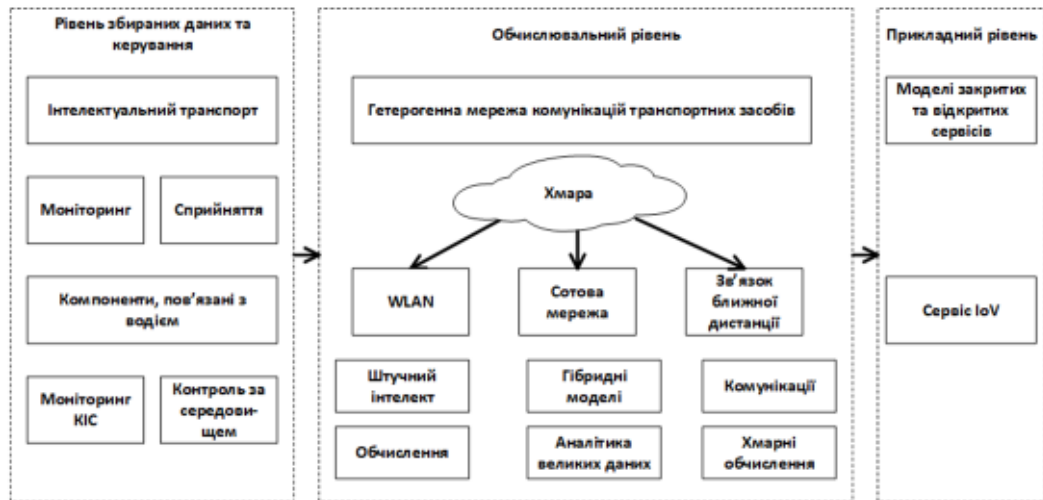 Рівень збираних даних та
керування
Інтелектуальний транспорт
Моніторинг
Сприйняття
Компоненти, пов’язані з
водієм
Моніторинг
КІС
Контроль за
середови-
щем
Обчислювальний рівень
Гетерогенна мережа комунікацій транспортних засобів
Хмара
WLAN
Сотова
мережа
Зв’язок
ближної
дистанції
Штучний
інтелект
Гібридні
моделі
Комунікації
Обчислення
Аналітика
великих даних
Хмарні
обчислення
Прикладний рівень
Моделі закритих
та відкритих
сервісів
Сервіс IoV